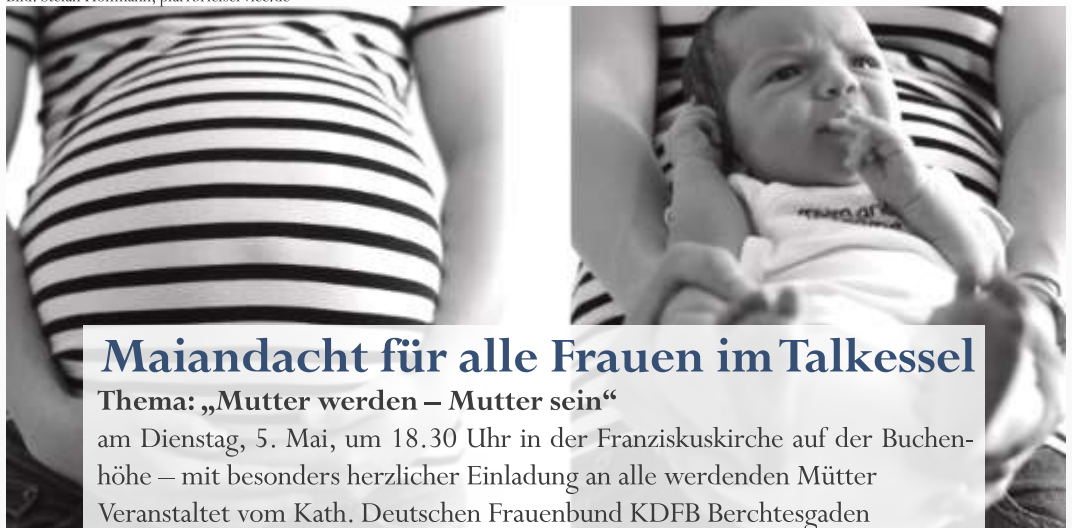 Maiandacht für alle Frauen im Talkessel
Thema: „Mutter werden – Mutter sein“
am Dienstag, 5. Mai, um 18.30 Uhr in der Franziskuskirche auf der Buchen-
höhe – mit besonders herzlicher Einladung an alle werdenden Mütter
Veranstaltet vom Kath. Deutschen Frauenbund KDFB Berchtesgaden